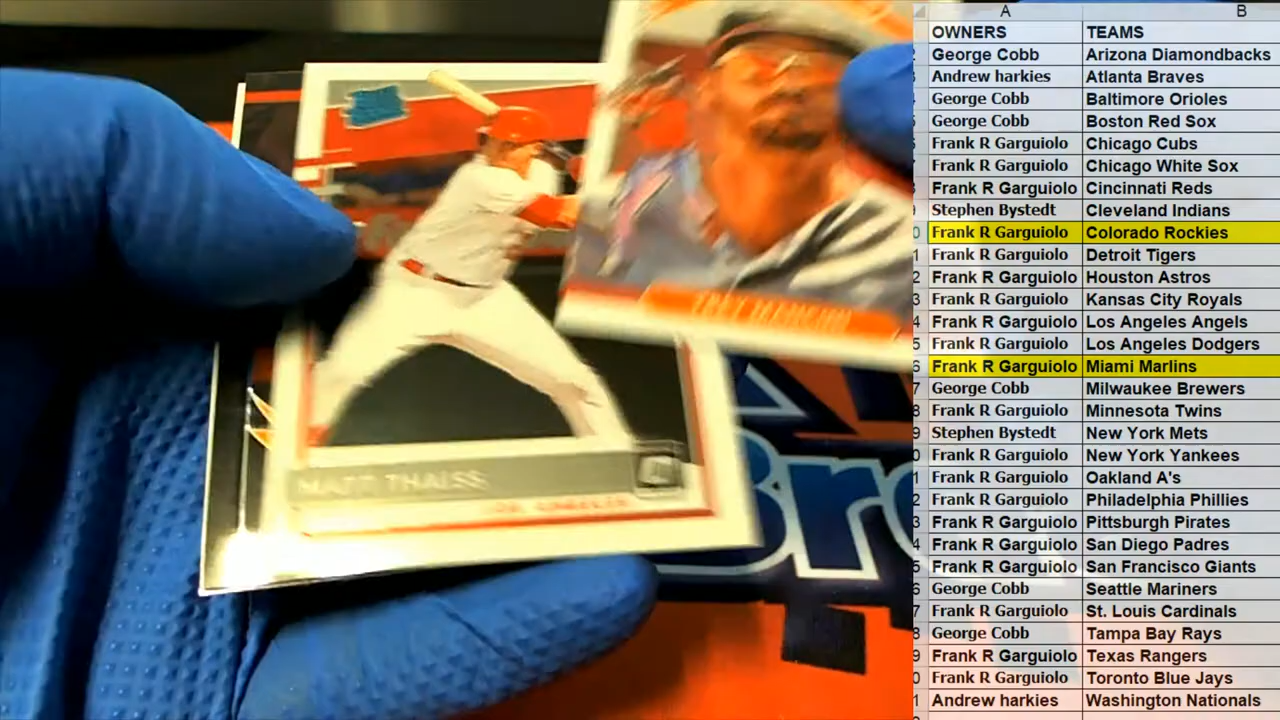 A B
OWNERS TEAMS
George Cobb Arizona Diamondbacks
Andrew harkies Atlanta Braves
George Cobb Baltimore Orioles
George Cobb Boston Red Sox
Frank R Garguiolo Chicago Cubs
Frank R Garguiolo Chicago White Sox
Frank R Garguiolo Cincinnati Reds
Stephen Bystedt Cleveland Indians
Frank R Garguiolo Colorado Rockies
Frank R Garguiolo Detroit Tigers
Frank R Garguiolo Houston Astros
Frank R Garguiolo Kansas City Royals
Frank R Garguiolo Los Angeles Angels
Frank R Garguiolo Los Angeles Dodgers
Frank R Garguiolo Miami Marlins
George Cobb Milwaukee Brewers
Frank R Garguiolo Minnesota Twins
Stephen Bystedt New York Mets
Frank R Garguiolo New York Yankees
Frank R Garguiolo Oakland A's
Frank R Garguiolo Philadelphia Phillies
Frank R Garguiolo Pittsburgh Pirates
Frank R Garguiolo San Diego Padres
Frank R Garguiolo San Francisco Giants
George Cobb Seattle Mariners
Frank R Garguiolo St. Louis Cardinals
George Cobb Tampa Bay Rays
Frank R Garguiolo Texas Rangers
Frank R Garguiolo Toronto Blue Jays
Andrew harkies Washington Nationals
TREY MANCINI
MATT THAISS
LOS ANGELES